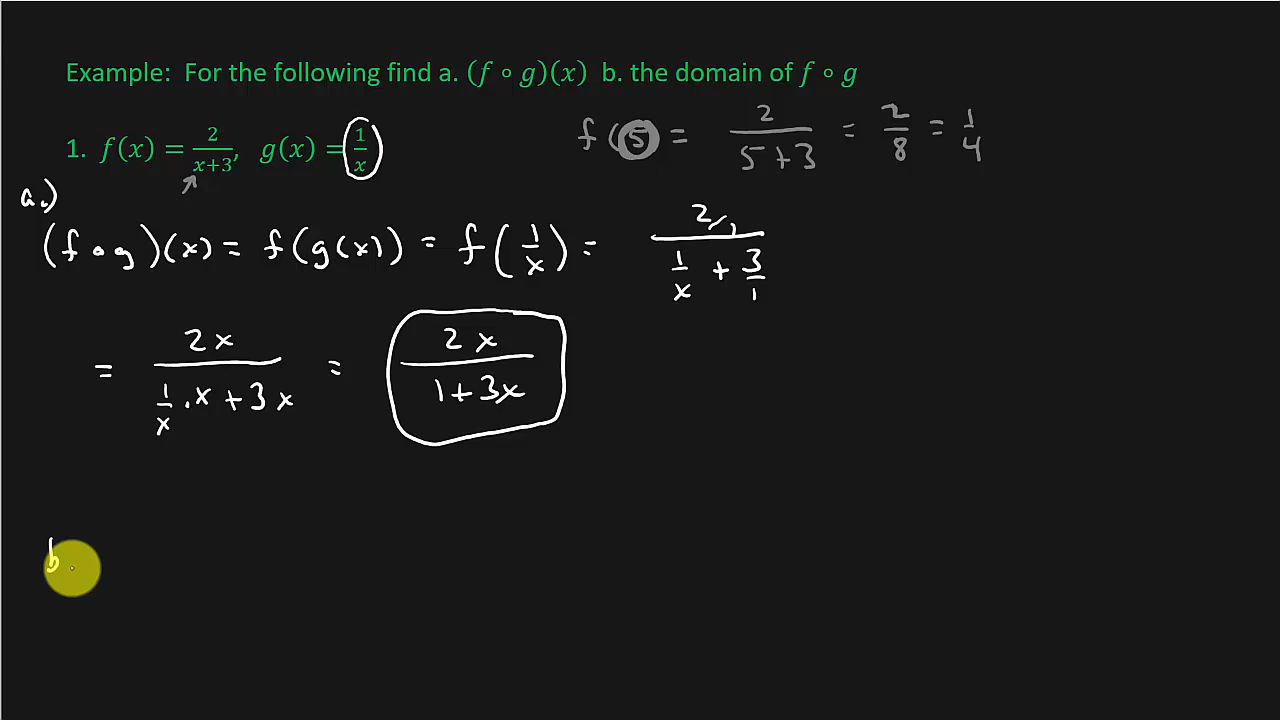 Example: For the following find a. (f ∘ g)(x) b. the domain of f ∘ g
1. f(x) = 2/(x+3), g(x) = 1/x
f(5) = 2/(5+3) = 2/8 = 1/4
a.)
(f ∘ g)(x) = f(g(x)) = f(1/x) = (2/1)/(1/x + 3/1)
= 2x/(1/x · x + 3x) = 2x/(1+3x)
b